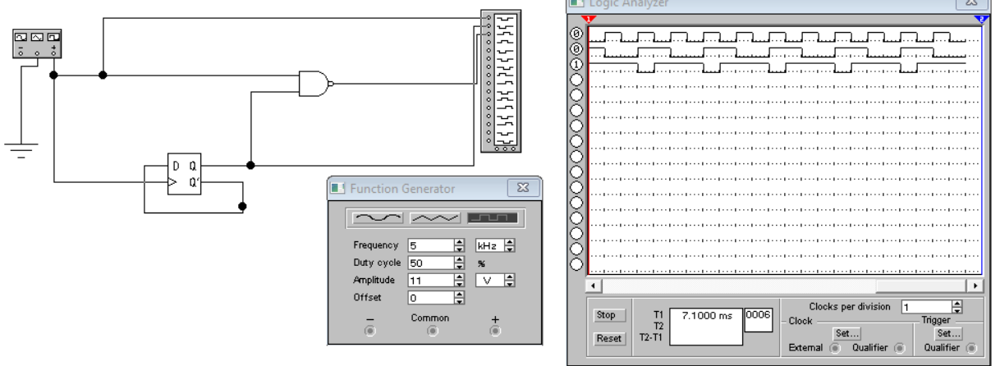 − +
D Q
Q'
Function Generator
Frequency 5 kHz
Duty cycle 50 %
Amplitude 11 V
Offset 0
− Common +
Logic Analyzer
1 2
0
0
1
Clocks per division 1
Stop T1 7.1000 ms 0006 Clock Trigger
T2
Reset T2-T1 Set... Set...
External Qualifier Qualifier